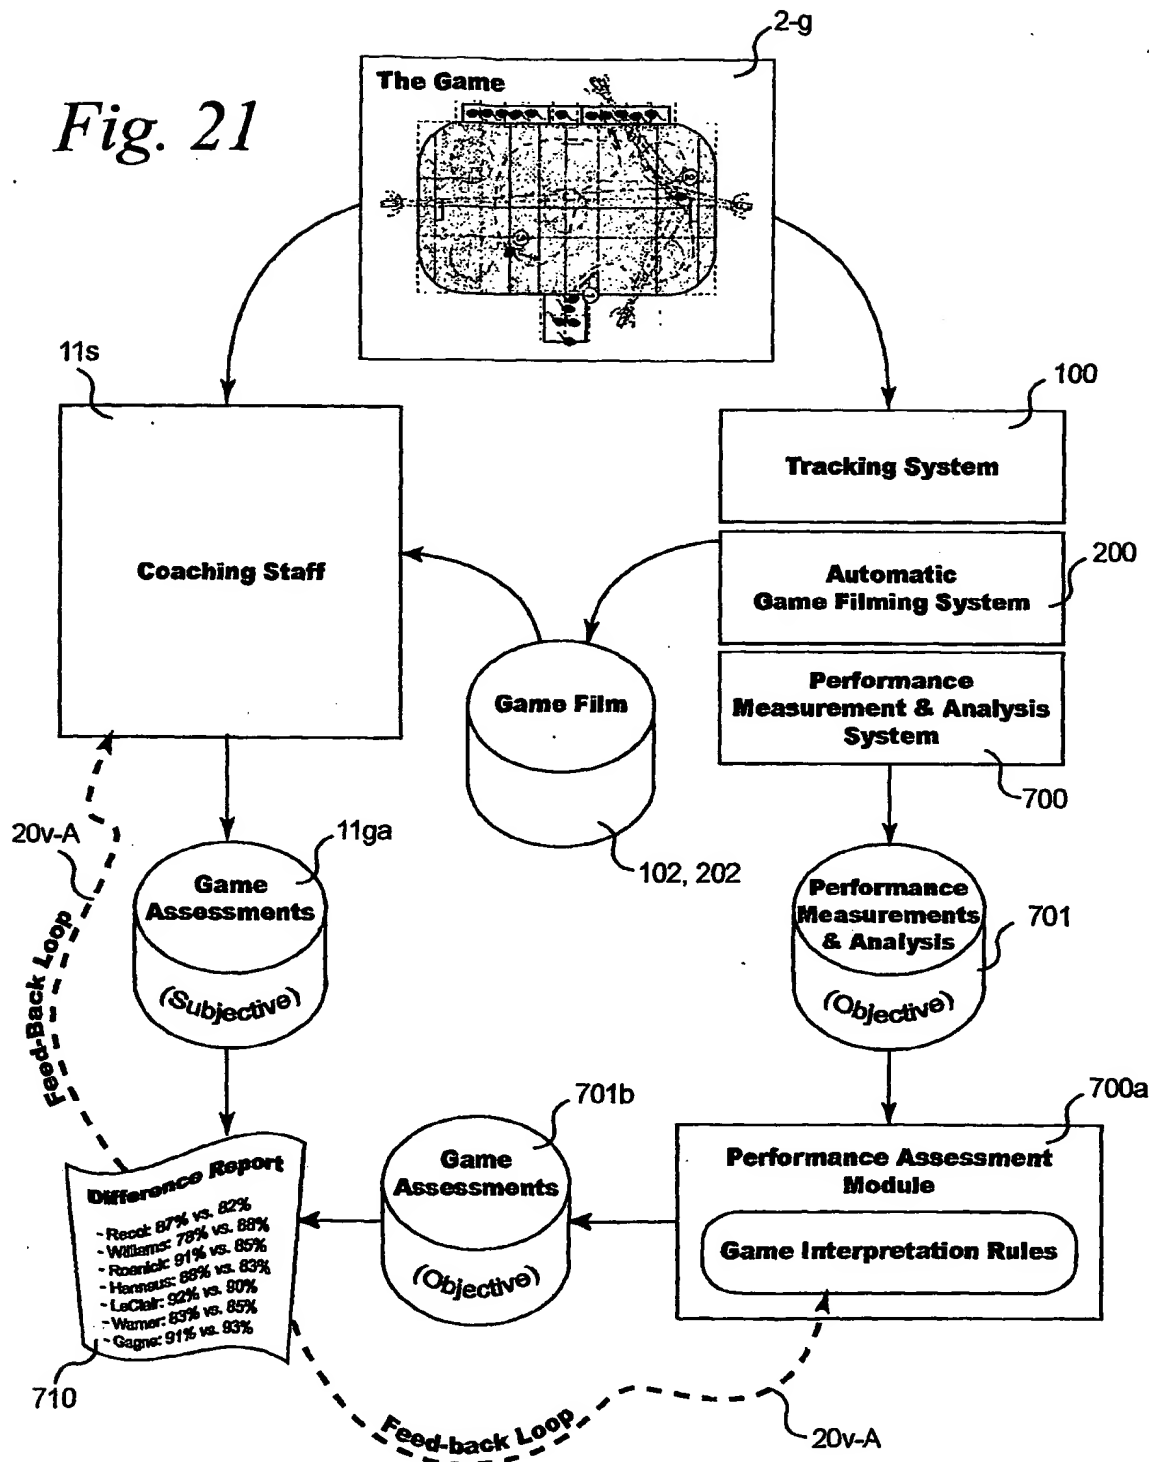 2-g
The Game
Fig. 21
11s
100
Tracking System
Coaching Staff
Automatic
Game Filming System
200
Game Film
Performance
Measurement & Analysis
System
700
20v-A
11ga
102, 202
Game
Assessments
(Subjective)
Performance
Measurements
& Analysis
(Objective)
701
Feed-Back Loop
701b
700a
Game
Assessments
(Objective)
Performance Assessment
Module
Game Interpretation Rules
Difference Report
- Recci: 87% vs. 82%
- Williams: 78% vs. 88%
- Roenick: 91% vs. 85%
- Hannaus: 88% vs. 83%
- LeClair: 92% vs. 90%
- Warner: 83% vs. 85%
- Gagne: 91% vs. 93%
710
Feed-back Loop
20v-A